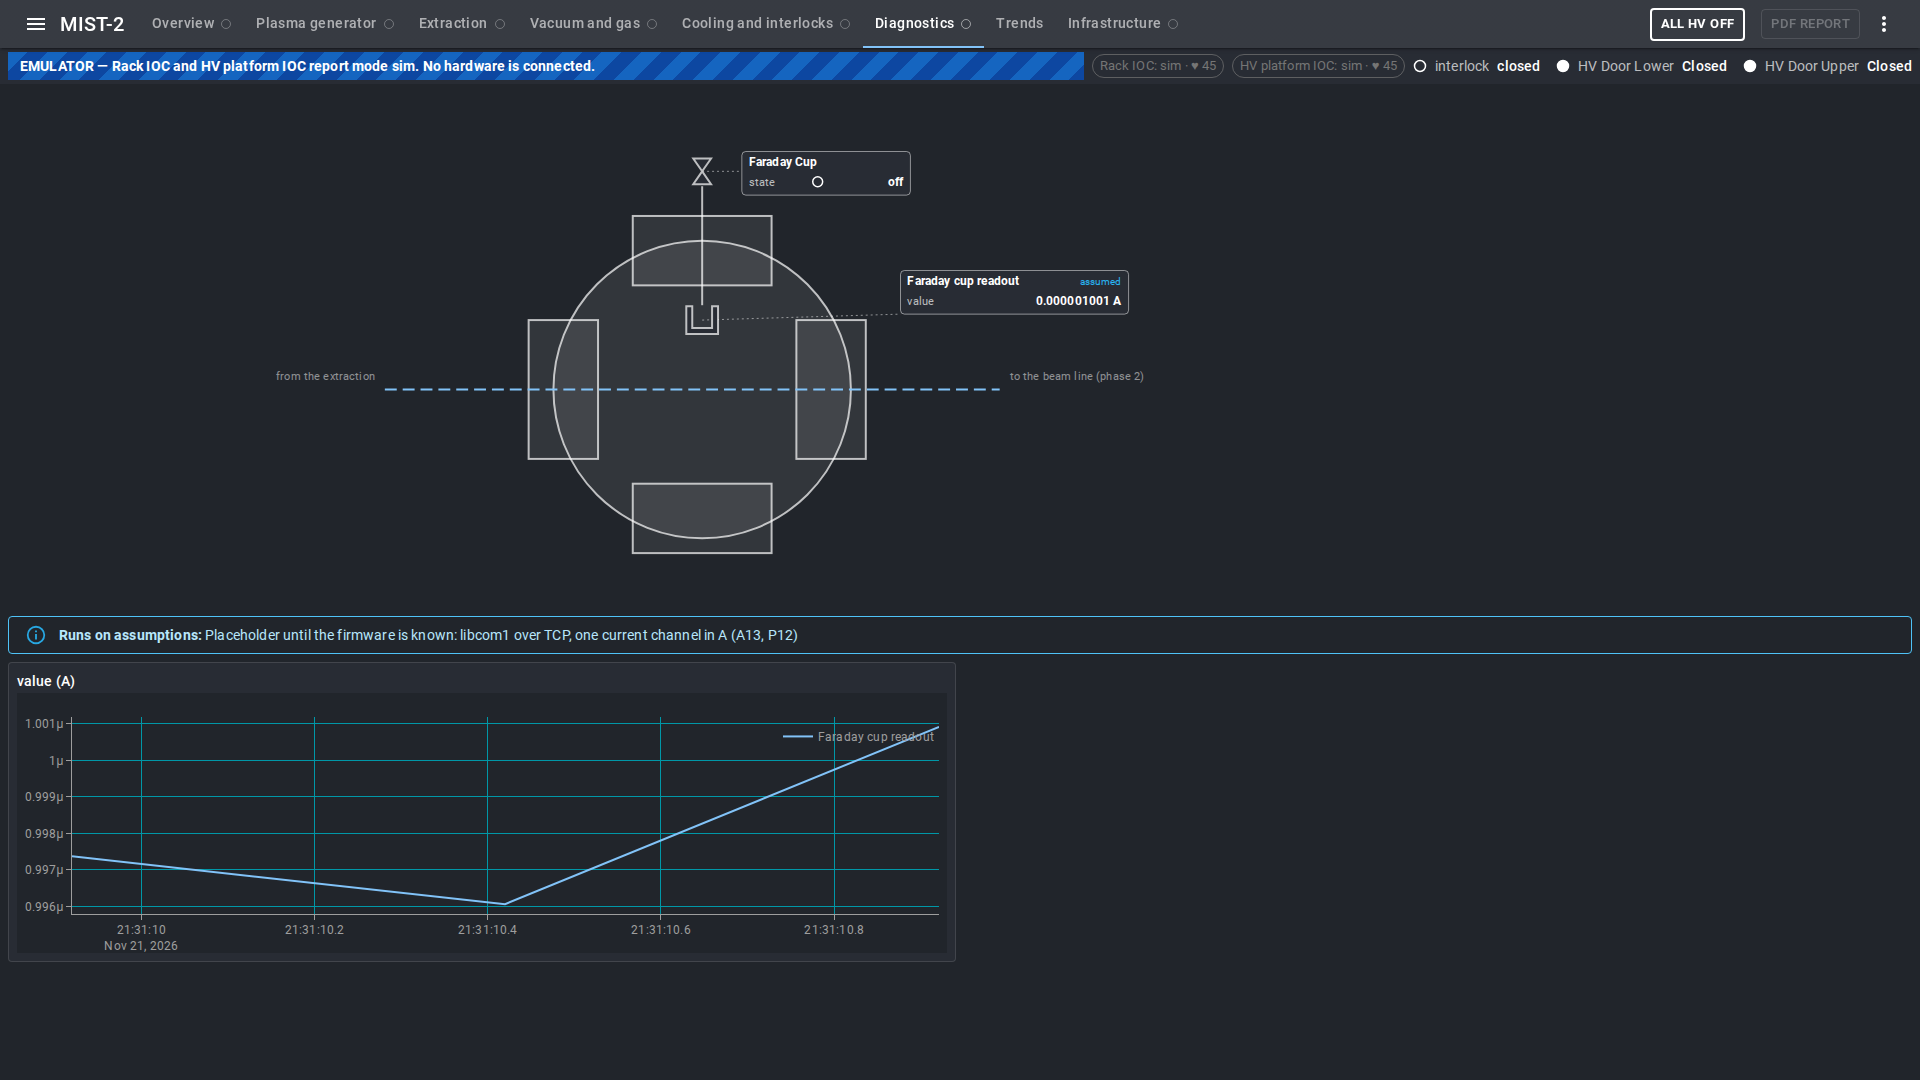 MIST-2 Overview Plasma generator Extraction Vacuum and gas Cooling and interlocks Diagnostics Trends Infrastructure ALL HV OFF PDF REPORT
EMULATOR — Rack IOC and HV platform IOC report mode sim. No hardware is connected. Rack IOC: sim · ♥ 45 HV platform IOC: sim · ♥ 45 interlock closed HV Door Lower Closed HV Door Upper Closed
Faraday Cup
state off
Faraday cup readout assumed
value 0.000001001 A
from the extraction
to the beam line (phase 2)
Runs on assumptions: Placeholder until the firmware is known: libcom1 over TCP, one current channel in A (A13, P12)
value (A)
1.001µ
Faraday cup readout
1µ
0.999µ
0.998µ
0.997µ
0.996µ
21:31:10 21:31:10.2 21:31:10.4 21:31:10.6 21:31:10.8
Nov 21, 2026